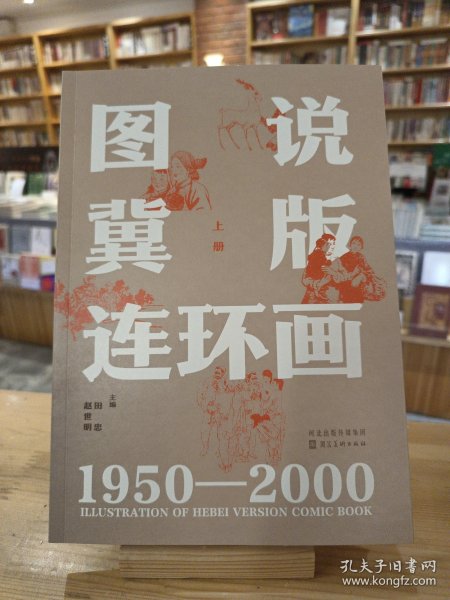 图说
冀版
上册
连环画
主编
田忠
赵世明
河北出版传媒集团
河北美术出版社
1950—2000
ILLUSTRATION OF HEBEI VERSION COMIC BOOK
孔夫子旧书网
www.kongfz.com